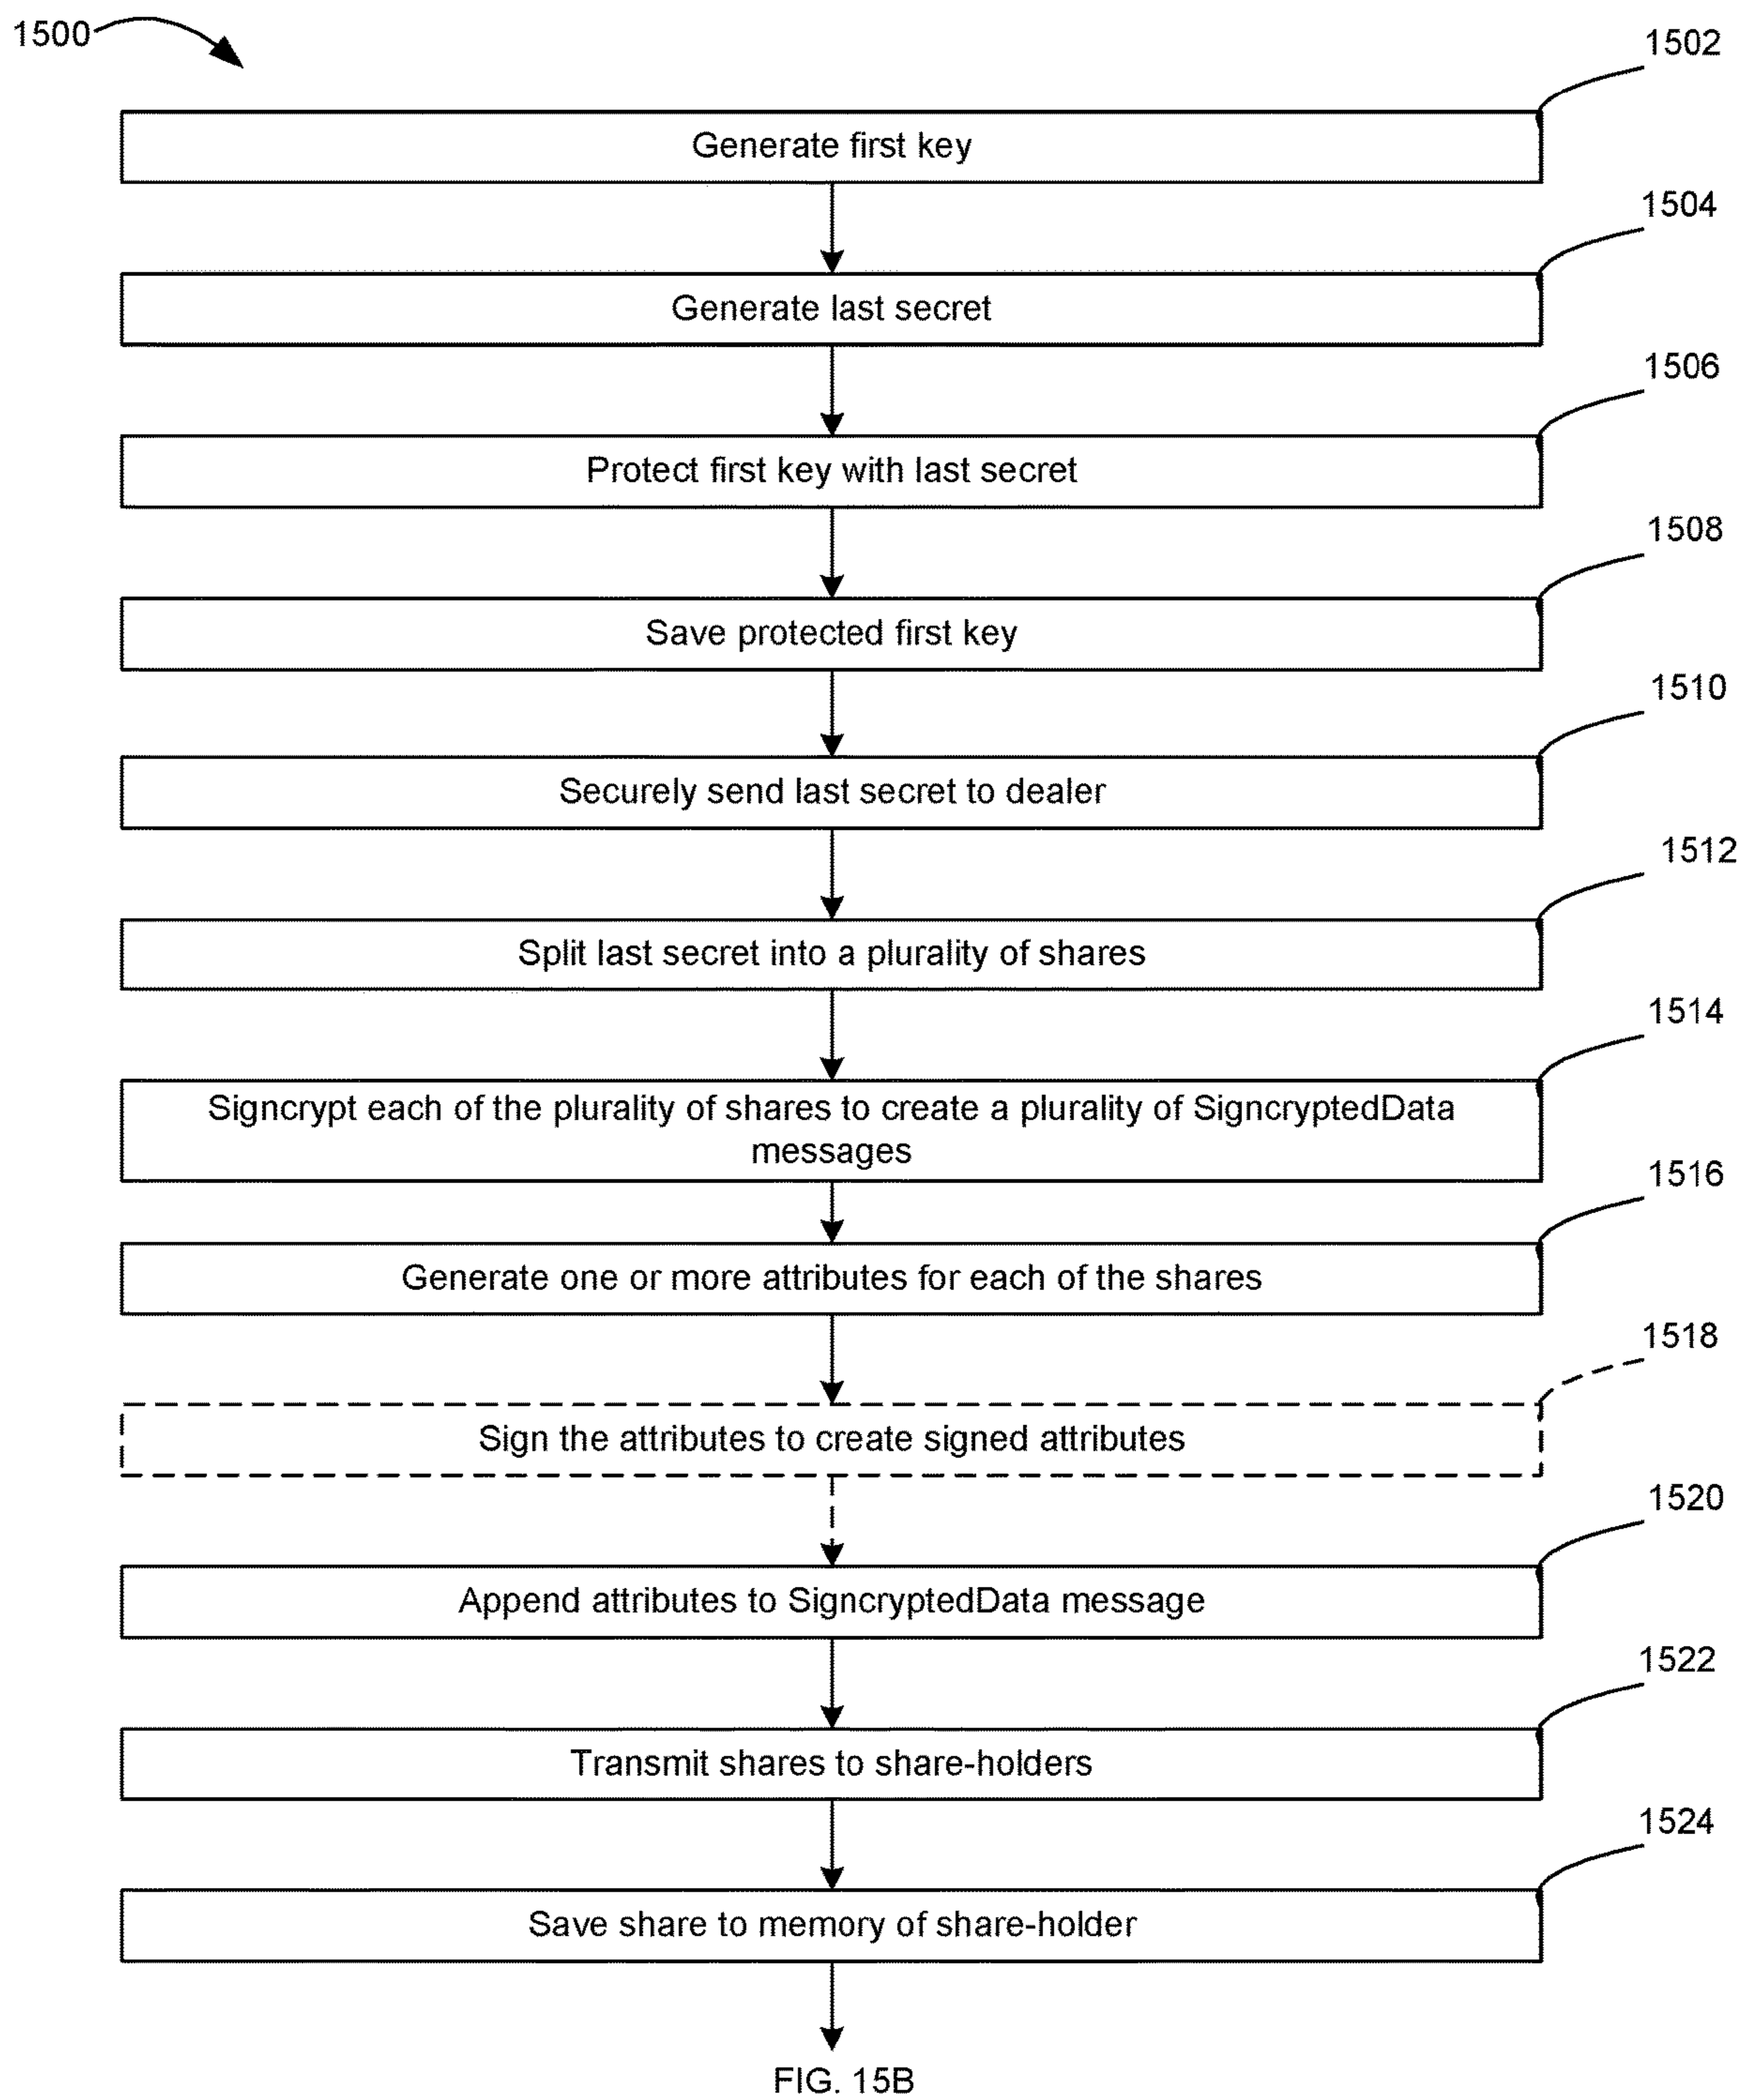 1500
1502
Generate first key
1504
Generate last secret
1506
Protect first key with last secret
1508
Save protected first key
1510
Securely send last secret to dealer
1512
Split last secret into a plurality of shares
1514
Signcrypt each of the plurality of shares to create a plurality of SigncryptedData
messages
1516
Generate one or more attributes for each of the shares
1518
Sign the attributes to create signed attributes
1520
Append attributes to SigncryptedData message
1522
Transmit shares to share-holders
1524
Save share to memory of share-holder
FIG. 15B